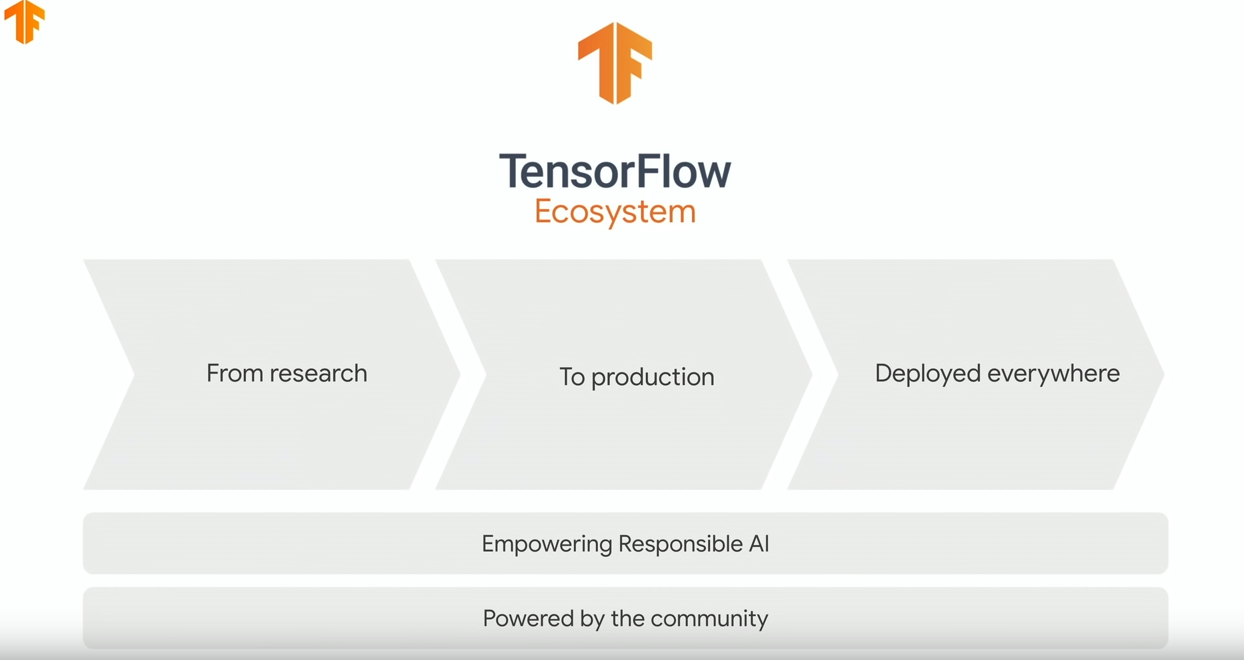 TensorFlow
Ecosystem
From research
To production
Deployed everywhere
Empowering Responsible AI
Powered by the community